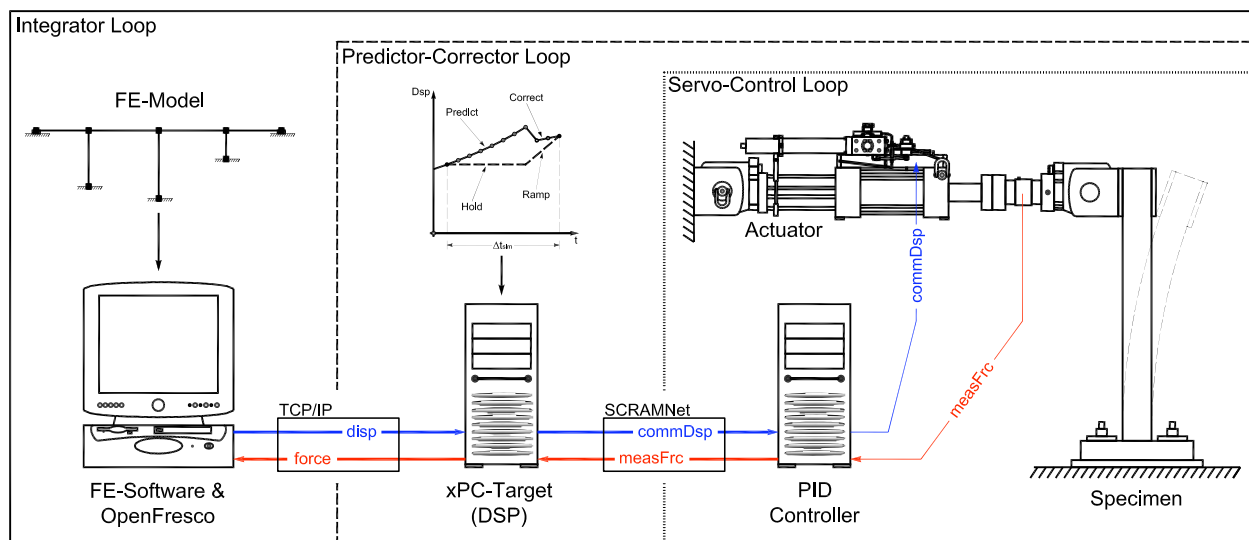 Integrator Loop
Predictor-Corrector Loop
Servo-Control Loop
FE-Model
Dsp
Predict
Correct
Hold
Ramp
Δtsim
t
Actuator
commDsp
measFrc
TCP/IP
disp
force
SCRAMNet
commDsp
measFrc
FE-Software &
OpenFresco
xPC-Target
(DSP)
PID
Controller
Specimen